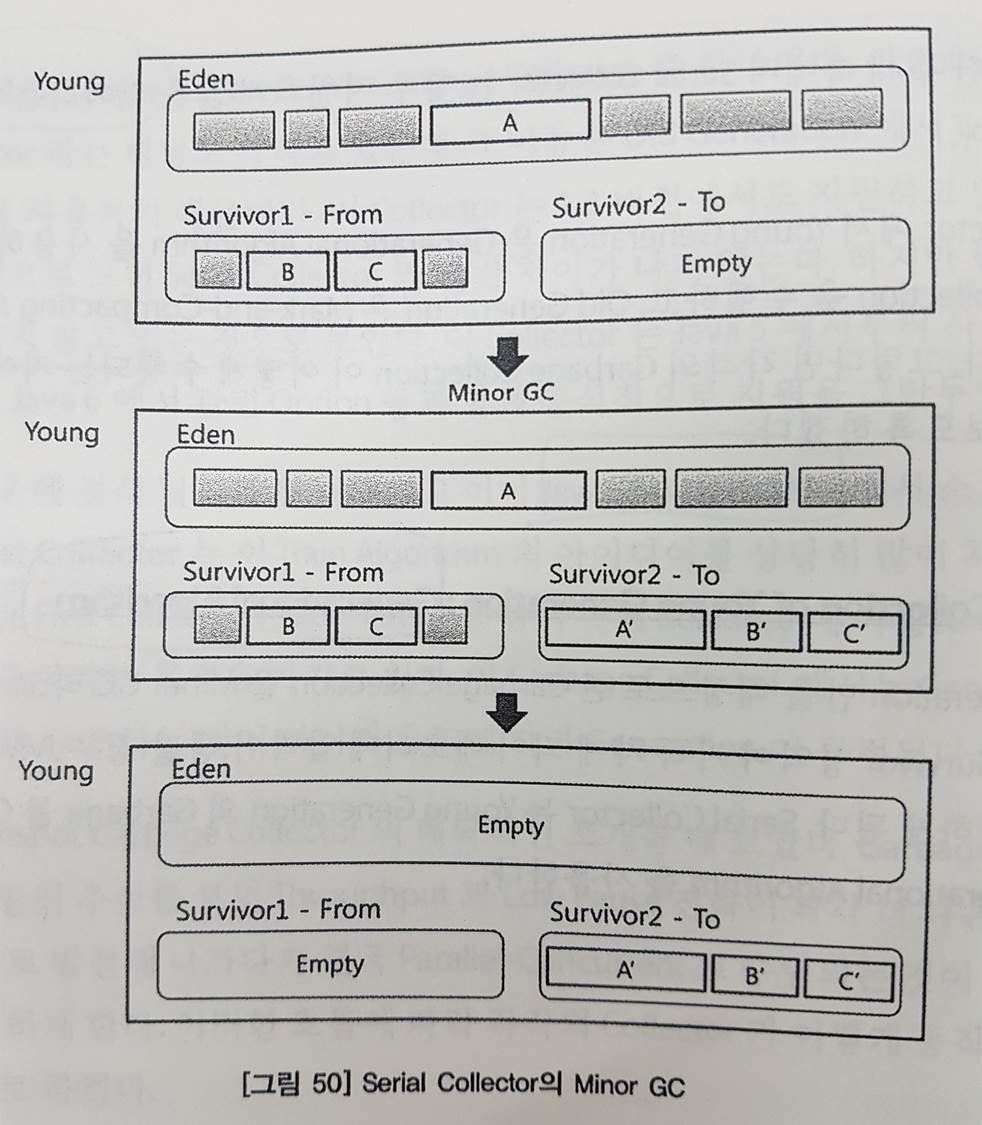 Young
Eden
A
Survivor1 - From
Survivor2 - To
B
C
Empty
Minor GC
Young
Eden
A
Survivor1 - From
Survivor2 - To
B
C
A′
B′
C′
Young
Eden
Empty
Survivor1 - From
Survivor2 - To
Empty
A′
B′
C′
[그림 50] Serial Collector의 Minor GC